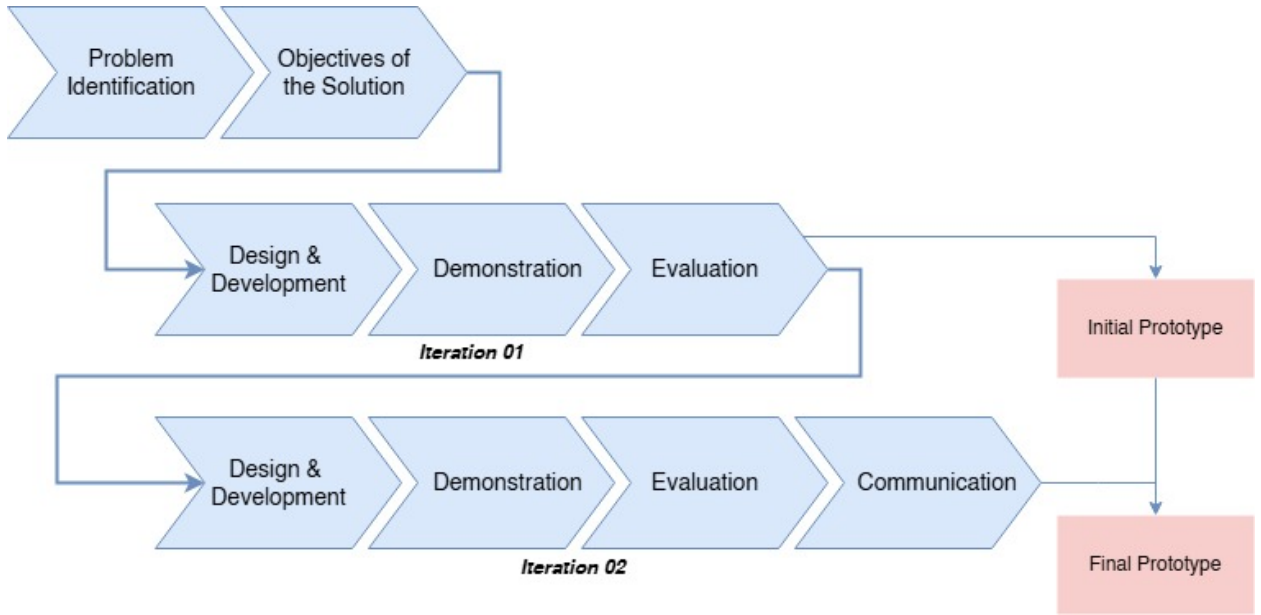 Problem
Identification
Objectives of
the Solution
Design &
Development
Demonstration
Evaluation
Iteration 01
Initial Prototype
Design &
Development
Demonstration
Evaluation
Communication
Iteration 02
Final Prototype